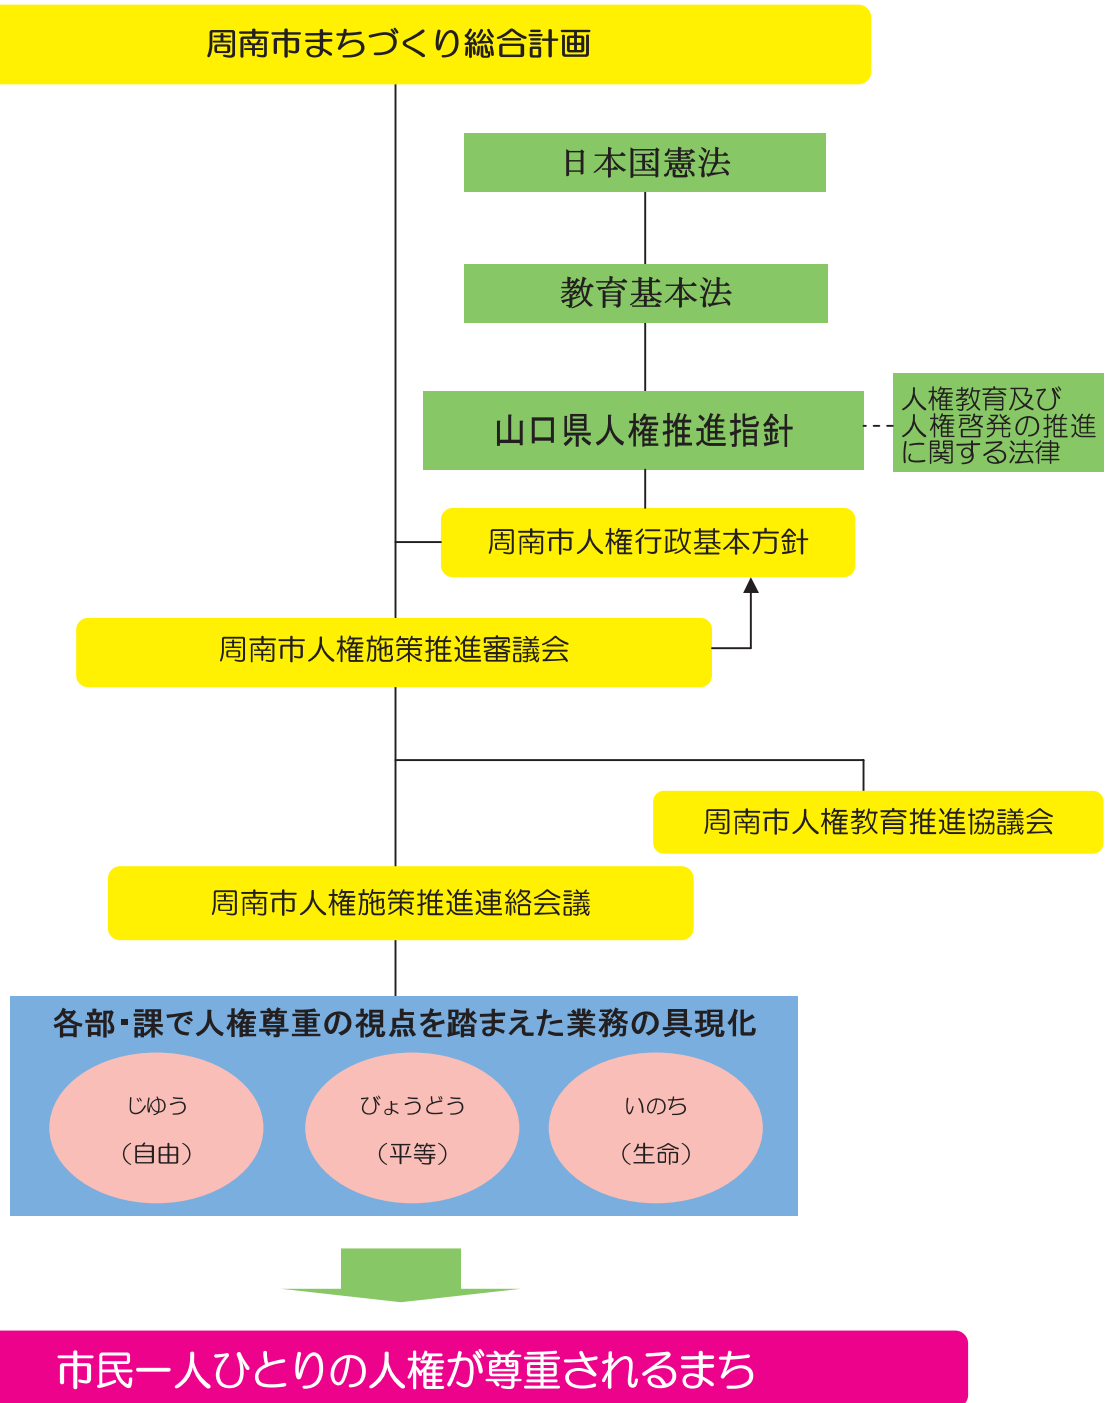 周南市まちづくり総合計画
日本国憲法
教育基本法
山口県人権推進指針
人権教育及び
人権啓発の推進
に関する法律
周南市人権行政基本方針
周南市人権施策推進審議会
周南市人権教育推進協議会
周南市人権施策推進連絡会議
各部・課で人権尊重の視点を踏まえた業務の具現化
じゆう
（自由）
びょうどう
（平等）
いのち
（生命）
市民一人ひとりの人権が尊重されるまち